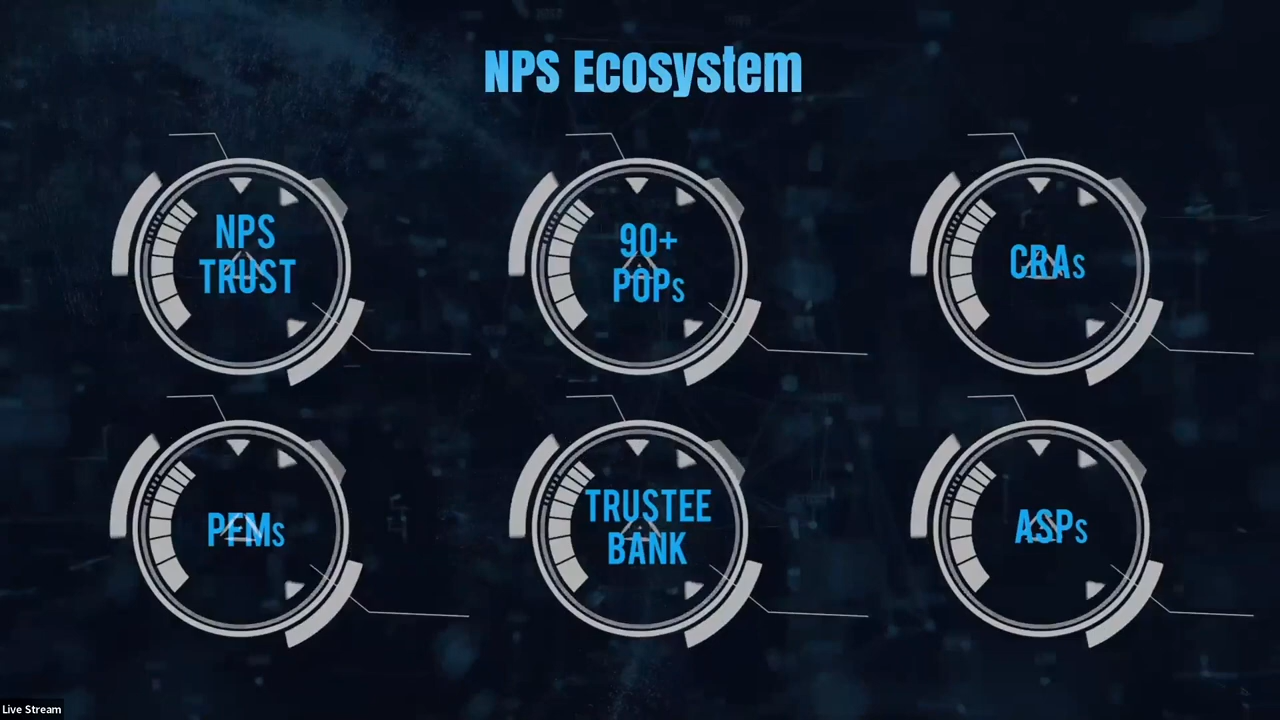 NPS Ecosystem
NPS
TRUST
90+
POPs
CRAs
PFMs
TRUSTEE
BANK
ASPs
Live Stream